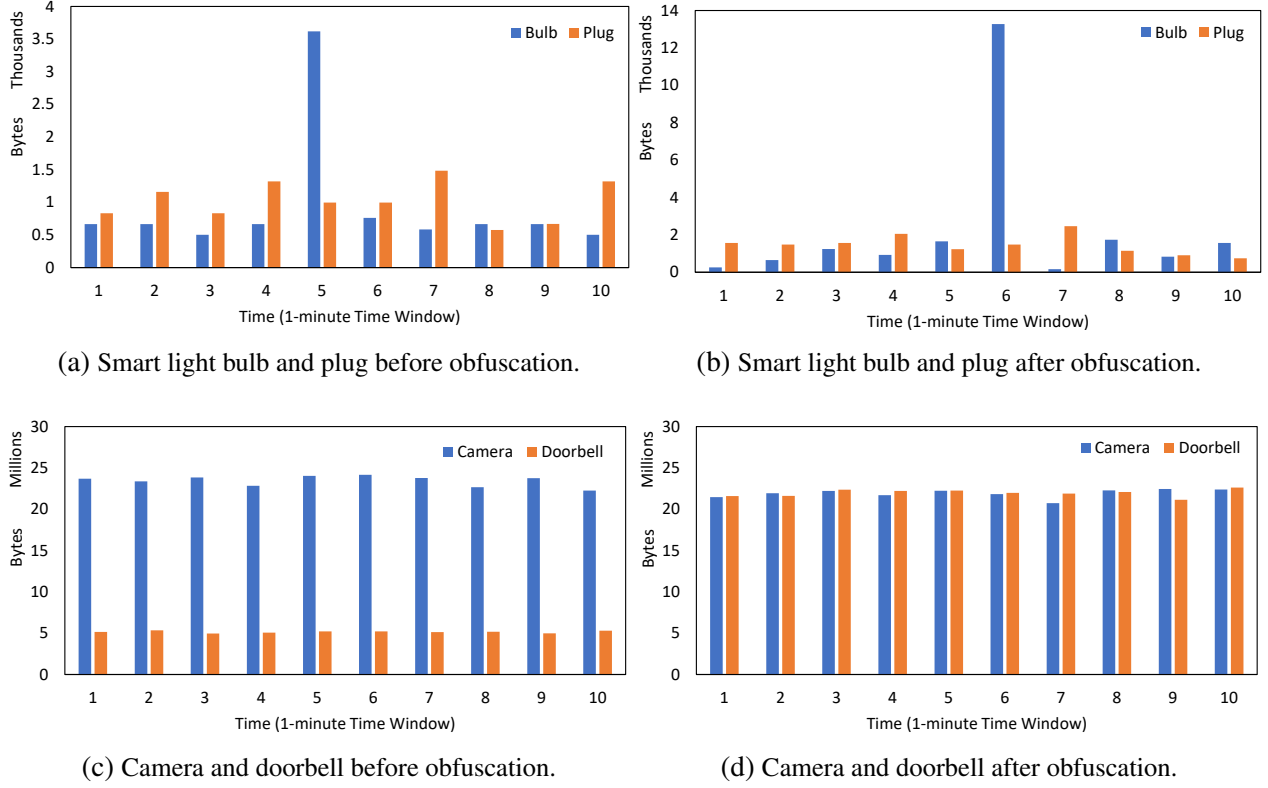 4
3.5
3
2.5
2
1.5
1
0.5
0
Bytes Thousands
Bulb Plug
1 2 3 4 5 6 7 8 9 10
Time (1-minute Time Window)
(a) Smart light bulb and plug before obfuscation.
14
12
10
8
6
4
2
0
Bytes Thousands
Bulb Plug
1 2 3 4 5 6 7 8 9 10
Time (1-minute Time Window)
(b) Smart light bulb and plug after obfuscation.
30
25
20
15
10
5
0
Bytes Millions
Camera Doorbell
1 2 3 4 5 6 7 8 9 10
Time (1-minute Time Window)
(c) Camera and doorbell before obfuscation.
30
25
20
15
10
5
0
Bytes Millions
Camera Doorbell
1 2 3 4 5 6 7 8 9 10
Time (1-minute Time Window)
(d) Camera and doorbell after obfuscation.